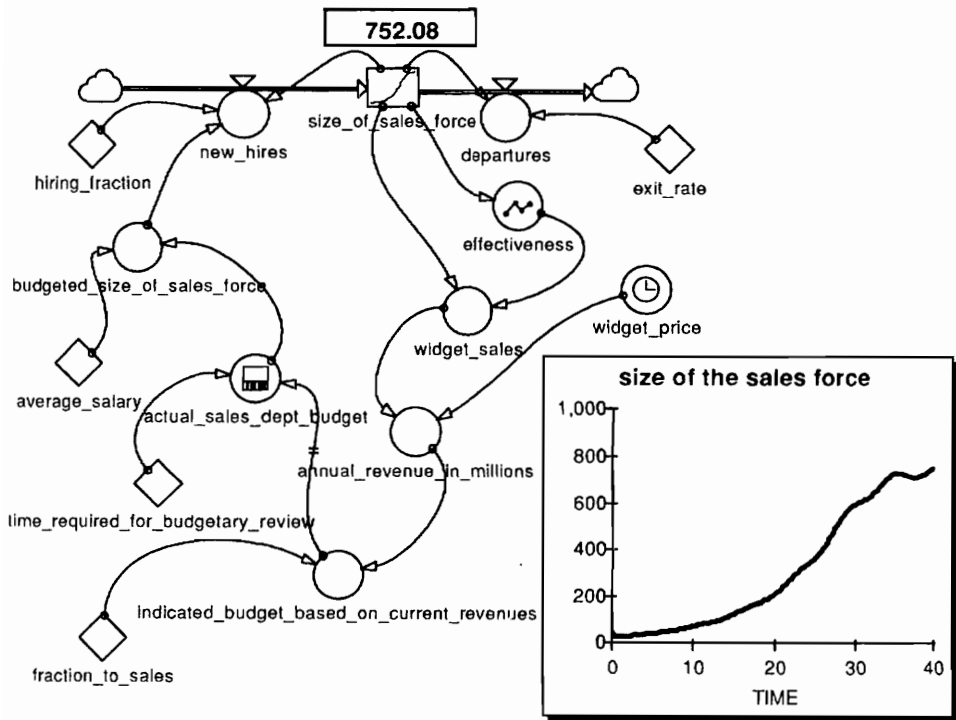 752.08
size_of_sales_force
new_hires
departures
hiring_fraction
exit_rate
effectiveness
budgeted_size_of_sales_force
widget_price
widget_sales
average_salary
actual_sales_dept_budget
annual_revenue_in_millions
time_required_for_budgetary_review
indicated_budget_based_on_current_revenues
fraction_to_sales
size of the sales force
1,000
800
600
400
200
0
0 10 20 30 40
TIME